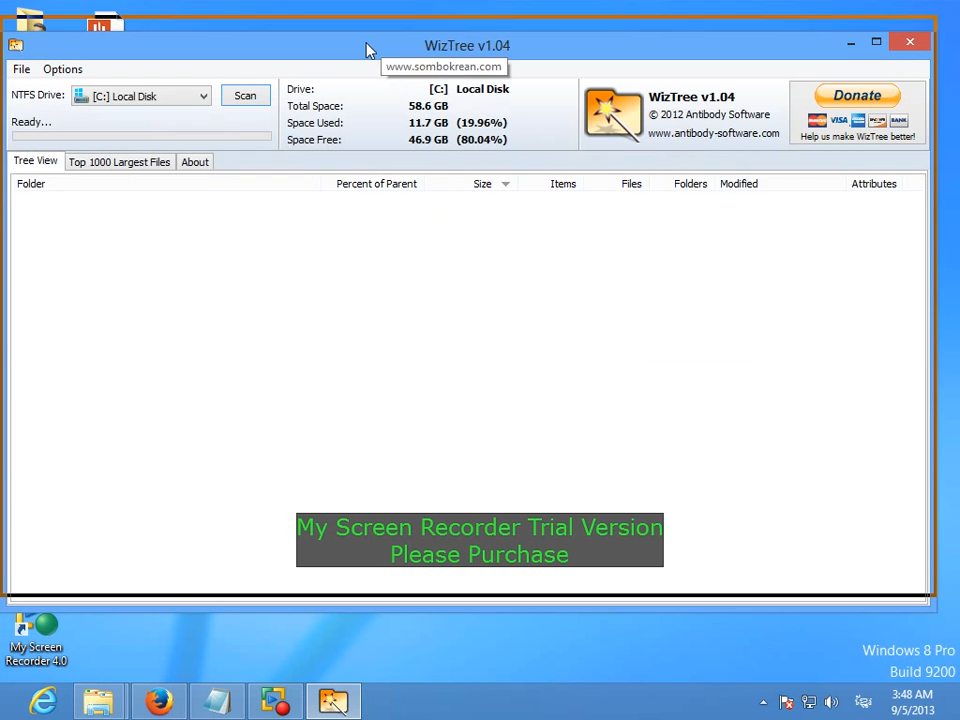 WizTree v1.04
www.sombokrean.com
File Options
NTFS Drive: [C:] Local Disk Scan
Ready...
Drive: [C:] Local Disk
Total Space: 58.6 GB
Space Used: 11.7 GB (19.96%)
Space Free: 46.9 GB (80.04%)
WizTree v1.04
© 2012 Antibody Software
www.antibody-software.com
Donate
VISA BANK
Help us make WizTree better!
Tree View Top 1000 Largest Files About
Folder Percent of Parent Size Items Files Folders Modified Attributes
My Screen Recorder Trial Version
Please Purchase
My Screen
Recorder 4.0
Windows 8 Pro
Build 9200
3:48 AM
9/5/2013